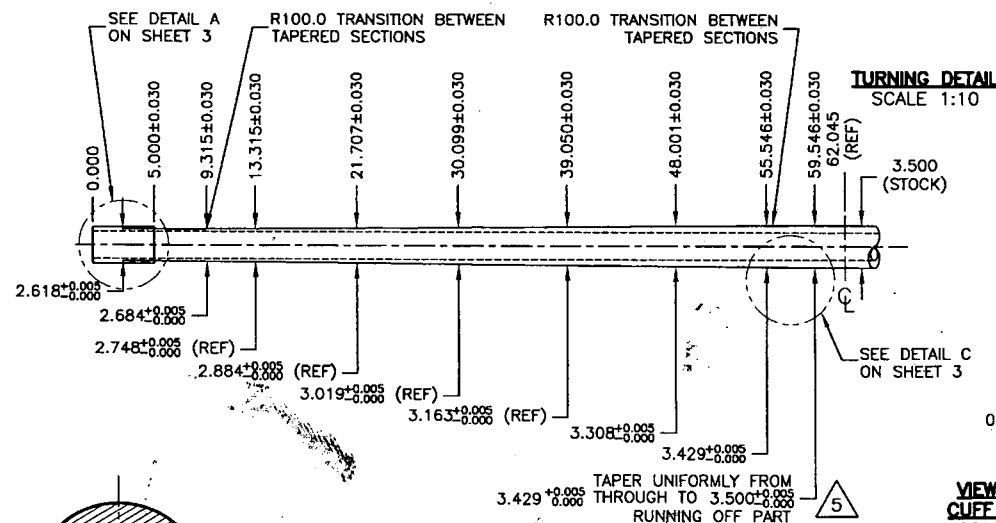 SEE DETAIL A
ON SHEET 3
R100.0 TRANSITION BETWEEN
TAPERED SECTIONS
R100.0 TRANSITION BETWEEN
TAPERED SECTIONS
TURNING DETAIL
SCALE 1:10
0.000
5.000±0.030
9.315±0.030
13.315±0.030
21.707±0.030
30.099±0.030
39.050±0.030
48.001±0.030
55.546±0.030
59.546±0.030
62.045
(REF)
3.500
(STOCK)
2.618+0.005
-0.000
2.684+0.005
-0.000
2.748+0.005
-0.000 (REF)
2.884+0.005
-0.000 (REF)
3.019+0.005
-0.000 (REF)
3.163+0.005
-0.000 (REF)
3.308+0.005
-0.000
3.429+0.005
-0.000
℄
SEE DETAIL C
ON SHEET 3
TAPER UNIFORMLY FROM
3.429 +0.005
0.000 THROUGH TO 3.500+0.005
-0.000
RUNNING OFF PART
5
0
VIEW
CUFF